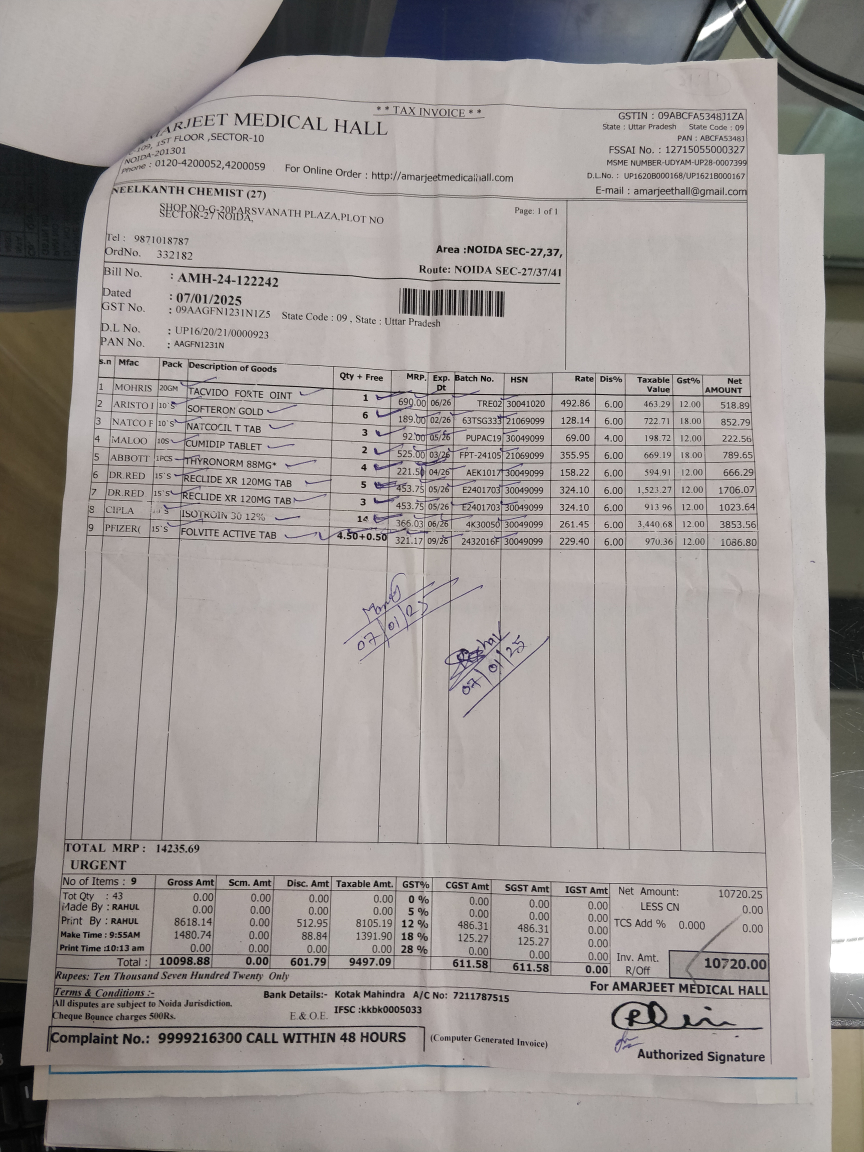 * * TAX INVOICE * *
AMARJEET MEDICAL HALL
109, 1ST FLOOR ,SECTOR-10
NOIDA-201301
Phone : 0120-4200052,4200059
For Online Order : http://amarjeetmedicalhall.com
GSTIN : 09ABCFA5348J1ZA
State : Uttar Pradesh State Code : 09
PAN : ABCFA5348J
FSSAI No. : 12715055000327
MSME NUMBER-UDYAM-UP28-0007399
D.L.No. : UP1620B000168/UP1621B000167
E-mail : amarjeethall@gmail.com
NEELKANTH CHEMIST (27)
SHOP NO-G-20PARSVANATH PLAZA,PLOT NO
SECTOR-27 NOIDA,
Page: 1 of 1
Tel : 9871018787
OrdNo. 332182
Area :NOIDA SEC-27,37,
Route: NOIDA SEC-27/37/41
Bill No. : AMH-24-122242
Dated : 07/01/2025
GST No. : 09AAGFN1231N1Z5 State Code : 09 , State : Uttar Pradesh
D.L No. : UP16/20/21/0000923
PAN No. : AAGFN1231N
s.n Mfac Pack Description of Goods Qty + Free MRP. Exp. Dt Batch No. HSN Rate Dis% Taxable Value Gst% Net AMOUNT
1 MOHRIS 20GM TACVIDO FORTE OINT 1 690.00 06/26 TRE02 30041020 492.86 6.00 463.29 12.00 518.89
2 ARISTO I 10`S SOFTERON GOLD 6 189.00 02/26 63TSG333 21069099 128.14 6.00 722.71 18.00 852.79
3 NATCO F 10`S NATCOCIL T TAB 3 92.00 05/26 PUPAC19 30049099 69.00 4.00 198.72 12.00 222.56
4 MALOO 10S CUMIDIP TABLET 2 525.00 03/26 FPT-24105 21069099 355.95 6.00 669.19 18.00 789.65
5 ABBOTT 1PCS THYRONORM 88MG* 4 221.50 04/26 AEK1017 30049099 158.22 6.00 594.91 12.00 666.29
6 DR.RED 15`S RECLIDE XR 120MG TAB 5 453.75 05/26 E2401703 30049099 324.10 6.00 1,523.27 12.00 1706.07
7 DR.RED 15`S RECLIDE XR 120MG TAB 3 453.75 05/26 E2401703 30049099 324.10 6.00 913.96 12.00 1023.64
8 CIPLA ISOTROIN 30 12% 14 366.03 06/26 4K30050 30049099 261.45 6.00 3,440.68 12.00 3853.56
9 PFIZER( 15`S FOLVITE ACTIVE TAB 4.50+0.50 321.17 09/26 2432016F 30049099 229.40 6.00 970.36 12.00 1086.80
07/01/25
07/01/25
TOTAL MRP : 14235.69
URGENT
No of Items : 9 Gross Amt Scm. Amt Disc. Amt Taxable Amt. GST% CGST Amt SGST Amt IGST Amt
Tot Qty : 43 0.00 0.00 0.00 0.00 0 % 0.00 0.00 0.00
Made By : RAHUL 0.00 0.00 0.00 0.00 5 % 0.00 0.00 0.00
Print By : RAHUL 8618.14 0.00 512.95 8105.19 12 % 486.31 486.31 0.00
Make Time : 9:55AM 1480.74 0.00 88.84 1391.90 18 % 125.27 125.27 0.00
Print Time :10:13 am 0.00 0.00 0.00 0.00 28 % 0.00 0.00 0.00
Total : 10098.88 0.00 601.79 9497.09 611.58 611.58 0.00
Net Amount: 10720.25
LESS CN 0.00
TCS Add % 0.000 0.00
Inv. Amt. R/Off 10720.00
Rupees: Ten Thousand Seven Hundred Twenty Only
For AMARJEET MEDICAL HALL
Terms & Conditions :-
All disputes are subject to Noida Jurisdiction.
Cheque Bounce charges 500Rs.
E & O.E.
Bank Details:- Kotak Mahindra A/C No: 7211787515
IFSC :kkbk0005033
Complaint No.: 9999216300 CALL WITHIN 48 HOURS
(Computer Generated Invoice)
Authorized Signature